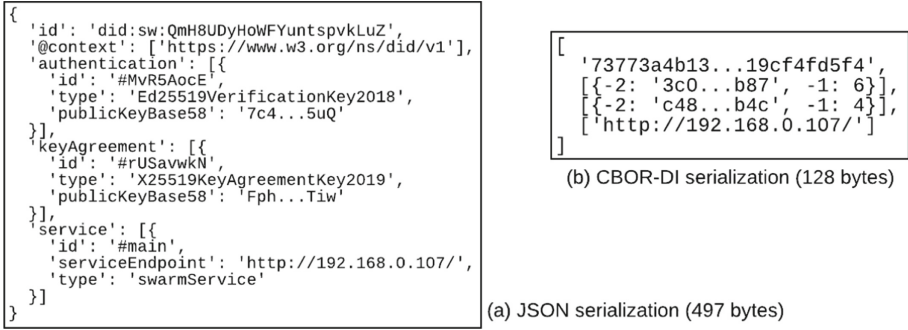 {
  'id': 'did:sw:QmH8UDyHoWFYuntspvkLuZ',
  '@context': ['https://www.w3.org/ns/did/v1'],
  'authentication': [{
    'id': '#MvR5AocE',
    'type': 'Ed25519VerificationKey2018',
    'publicKeyBase58': '7c4...5uQ'
  }],
  'keyAgreement': [{
    'id': '#rUSavwkN',
    'type': 'X25519KeyAgreementKey2019',
    'publicKeyBase58': 'Fph...Tiw'
  }],
  'service': [{
    'id': '#main',
    'serviceEndpoint': 'http://192.168.0.107/',
    'type': 'swarmService'
  }]
}
(a) JSON serialization (497 bytes)
[
  '73773a4b13...19cf4fd5f4',
  [{-2: '3c0...b87', -1: 6}],
  [{-2: 'c48...b4c', -1: 4}],
  ['http://192.168.0.107/']
]
(b) CBOR-DI serialization (128 bytes)